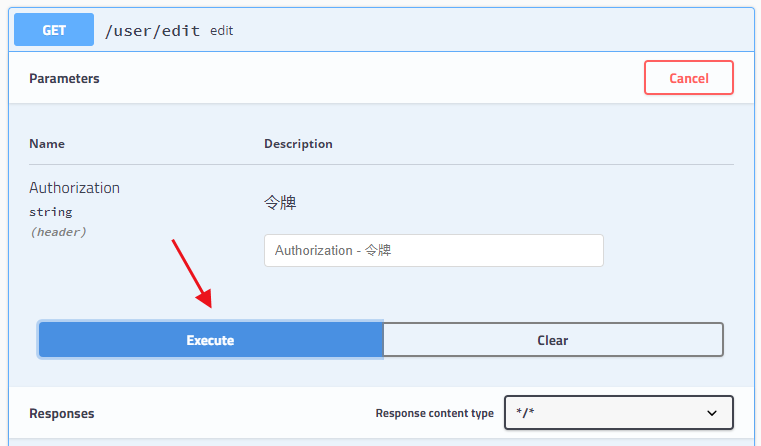 GET /user/edit edit
Parameters Cancel
Name Description
Authorization
string
(header)
令牌
Authorization - 令牌
Execute Clear
Responses Response content type */*